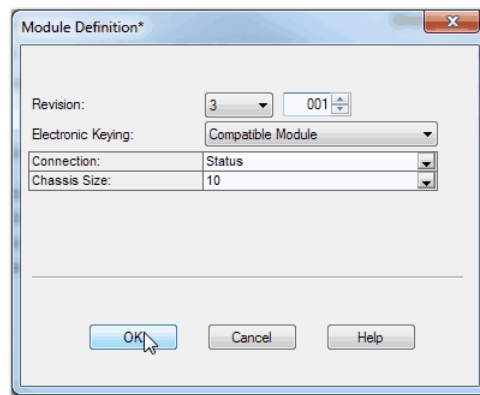 Module Definition*
Revision: 3 001
Electronic Keying: Compatible Module
Connection: Status
Chassis Size: 10
OK Cancel Help